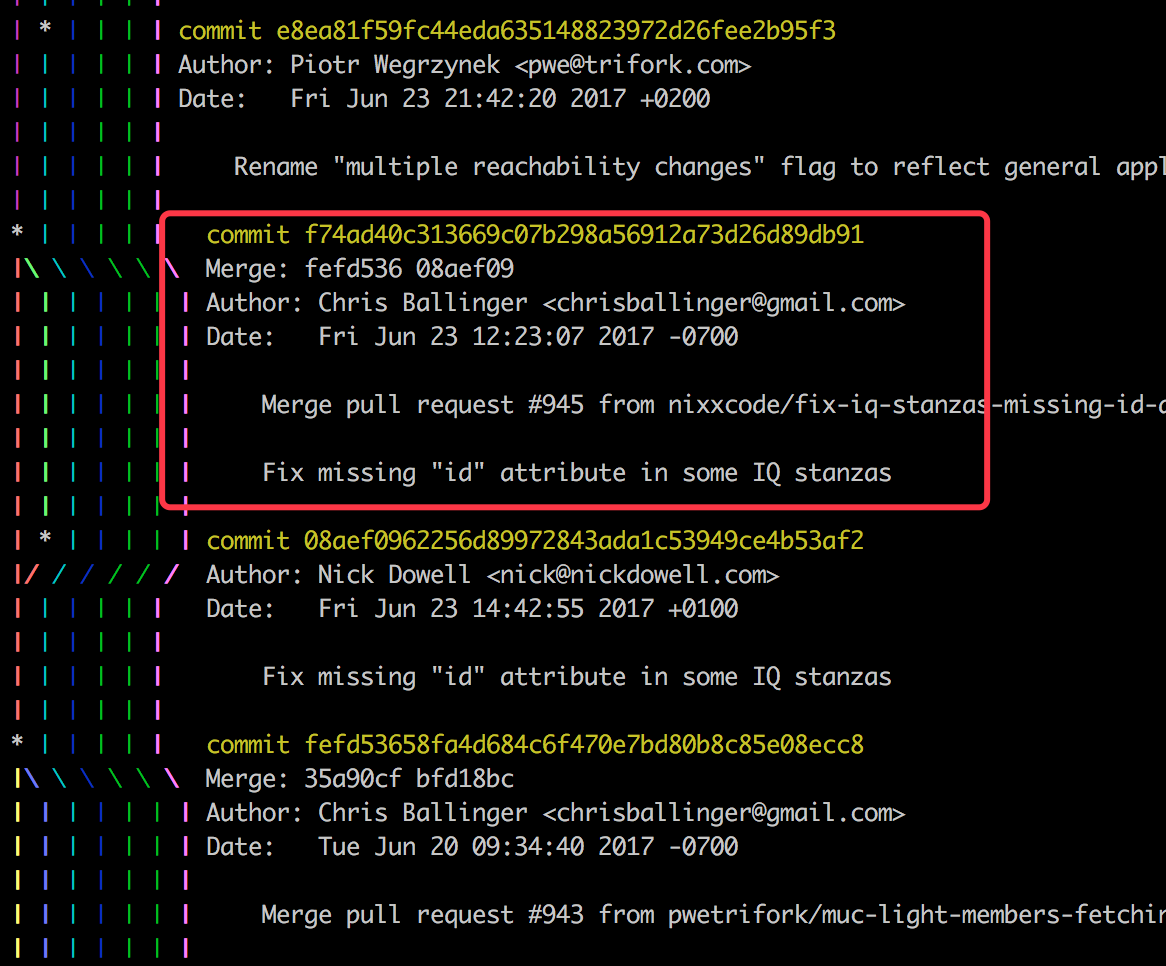 commit e8ea81f59fc44eda635148823972d26fee2b95f3
Author: Piotr Wegrzynek <pwe@trifork.com>
Date: Fri Jun 23 21:42:20 2017 +0200
Rename "multiple reachability changes" flag to reflect general appl
commit f74ad40c313669c07b298a56912a73d26d89db91
Merge: fefd536 08aef09
Author: Chris Ballinger <chrisballinger@gmail.com>
Date: Fri Jun 23 12:23:07 2017 -0700
Merge pull request #945 from nixxcode/fix-iq-stanzas-missing-id-a
Fix missing "id" attribute in some IQ stanzas
commit 08aef0962256d89972843ada1c53949ce4b53af2
Author: Nick Dowell <nick@nickdowell.com>
Date: Fri Jun 23 14:42:55 2017 +0100
Fix missing "id" attribute in some IQ stanzas
commit fefd53658fa4d684c6f470e7bd80b8c85e08ecc8
Merge: 35a90cf bfd18bc
Author: Chris Ballinger <chrisballinger@gmail.com>
Date: Tue Jun 20 09:34:40 2017 -0700
Merge pull request #943 from pwetrifork/muc-light-members-fetchin